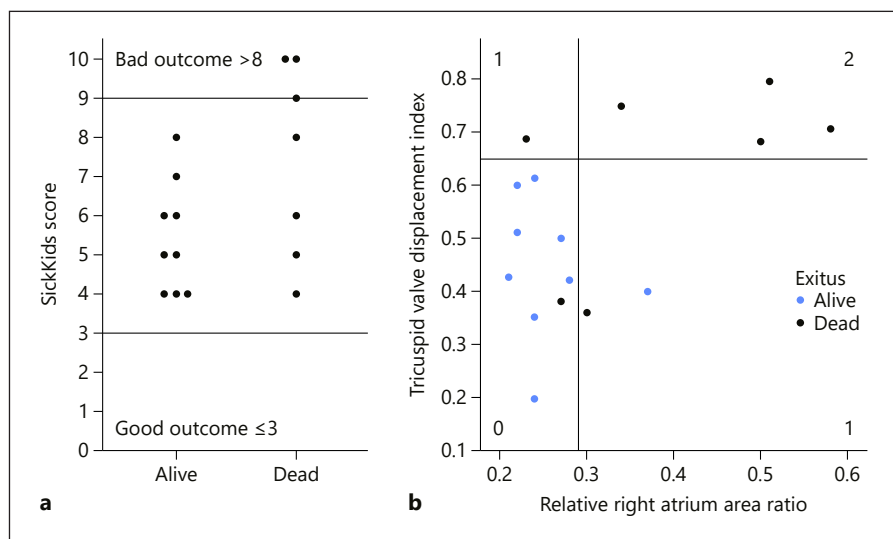 10
9
8
7
6
5
4
3
2
1
0
SickKids score
Bad outcome >8
Good outcome ≤3
Alive
Dead
a
0.8
0.7
0.6
0.5
0.4
0.3
0.2
0.1
Tricuspid valve displacement index
1
2
0
1
Exitus
Alive
Dead
0.2
0.3
0.4
0.5
0.6
Relative right atrium area ratio
b